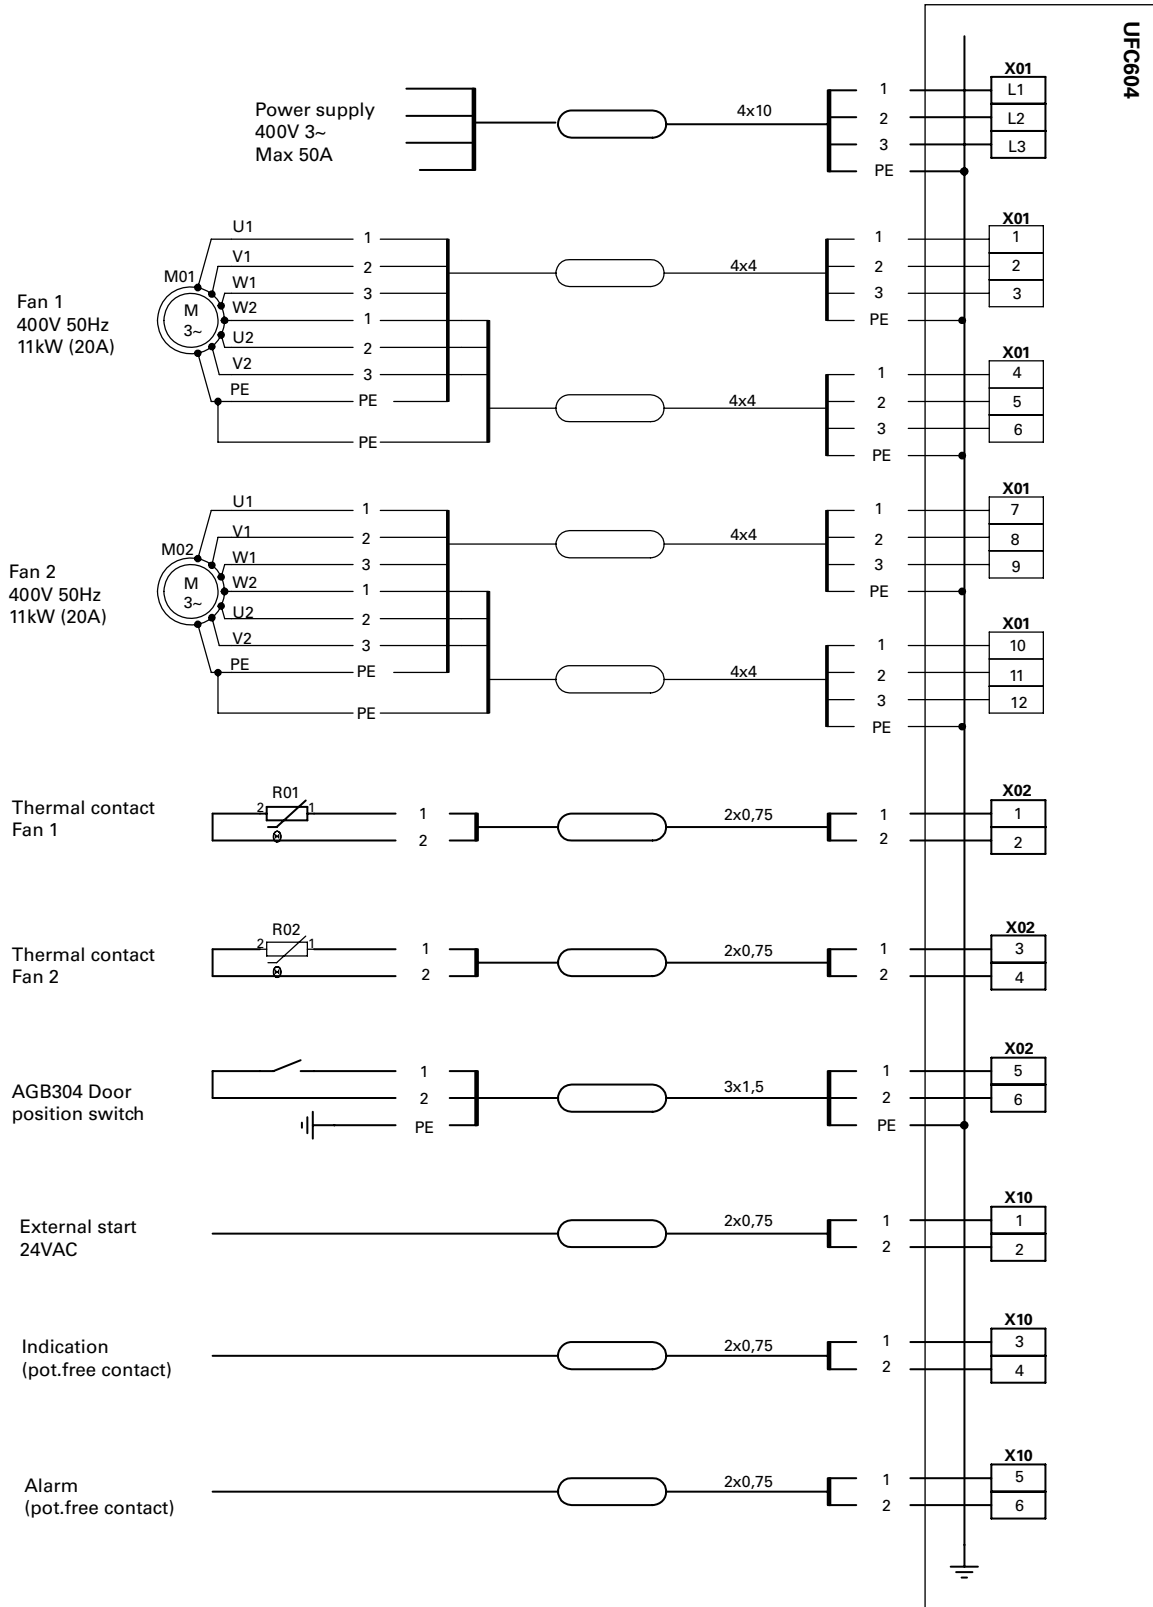 UFC604
X01
Power supply
400V 3~
Max 50A
4x10
1 L1
2 L2
3 L3
PE
X01
Fan 1
400V 50Hz
11kW (20A)
M01
M
3~
U1 1
V1 2
W1 3
W2 1
U2 2
V2 3
PE PE
PE
4x4
1 1
2 2
3 3
PE
X01
4x4
1 4
2 5
3 6
PE
X01
Fan 2
400V 50Hz
11kW (20A)
M02
M
3~
U1 1
V1 2
W1 3
W2 1
U2 2
V2 3
PE PE
PE
4x4
1 7
2 8
3 9
PE
X01
4x4
1 10
2 11
3 12
PE
X02
Thermal contact
Fan 1
R01
2 1
1
2
2x0,75
1 1
2 2
X02
Thermal contact
Fan 2
R02
2 1
1
2
2x0,75
1 3
2 4
X02
AGB304 Door
position switch
1
2
PE
3x1,5
1 5
2 6
PE
X10
External start
24VAC
2x0,75
1 1
2 2
X10
Indication
(pot.free contact)
2x0,75
1 3
2 4
X10
Alarm
(pot.free contact)
2x0,75
1 5
2 6